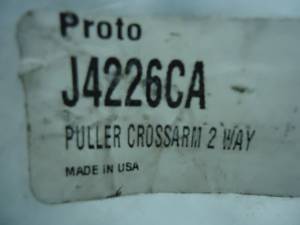 Proto
J4226CA
PULLER CROSSARM 2 WAY
MADE IN USA